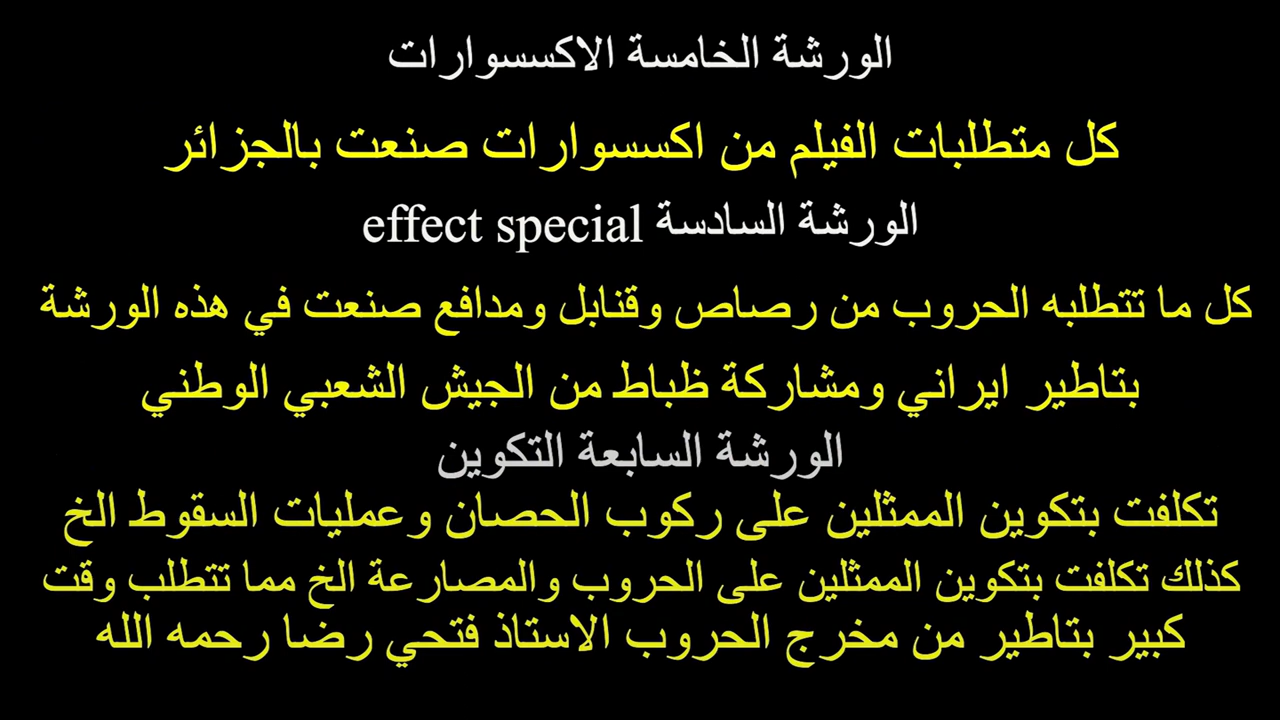 الورشة الخامسة الاكسسوارات
كل متطلبات الفيلم من اكسسوارات صنعت بالجزائر
الورشة السادسة effect special
كل ما تتطلبه الحروب من رصاص وقنابل ومدافع صنعت في هذه الورشة
بتاطير ايراني ومشاركة ظباط من الجيش الشعبي الوطني
الورشة السابعة التكوين
تكلفت بتكوين الممثلين على ركوب الحصان وعمليات السقوط الخ
كذلك تكلفت بتكوين الممثلين على الحروب والمصارعة الخ مما تتطلب وقت
كبير بتاطير من مخرج الحروب الاستاذ فتحي رضا رحمه الله